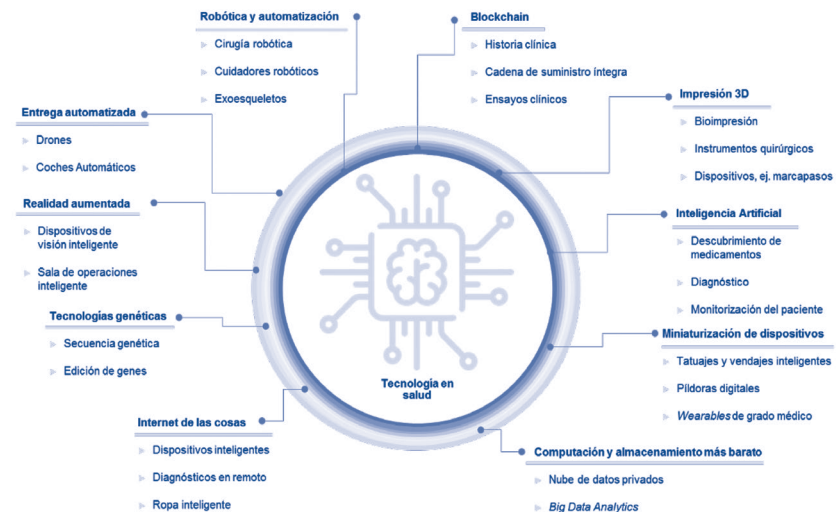 Robótica y automatización
Cirugía robótica
Cuidadores robóticos
Exoesqueletos
Blockchain
Historia clínica
Cadena de suministro íntegra
Ensayos clínicos
Impresión 3D
Bioimpresión
Instrumentos quirúrgicos
Dispositivos, ej. marcapasos
Inteligencia Artificial
Descubrimiento de
medicamentos
Diagnóstico
Monitorización del paciente
Miniaturización de dispositivos
Tatuajes y vendajes inteligentes
Píldoras digitales
Wearables de grado médico
Computación y almacenamiento más barato
Nube de datos privados
Big Data Analytics
Internet de las cosas
Dispositivos inteligentes
Diagnósticos en remoto
Ropa inteligente
Tecnologías genéticas
Secuencia genética
Edición de genes
Realidad aumentada
Dispositivos de
visión inteligente
Sala de operaciones
inteligente
Entrega automatizada
Drones
Coches Automáticos
Tecnología en
salud